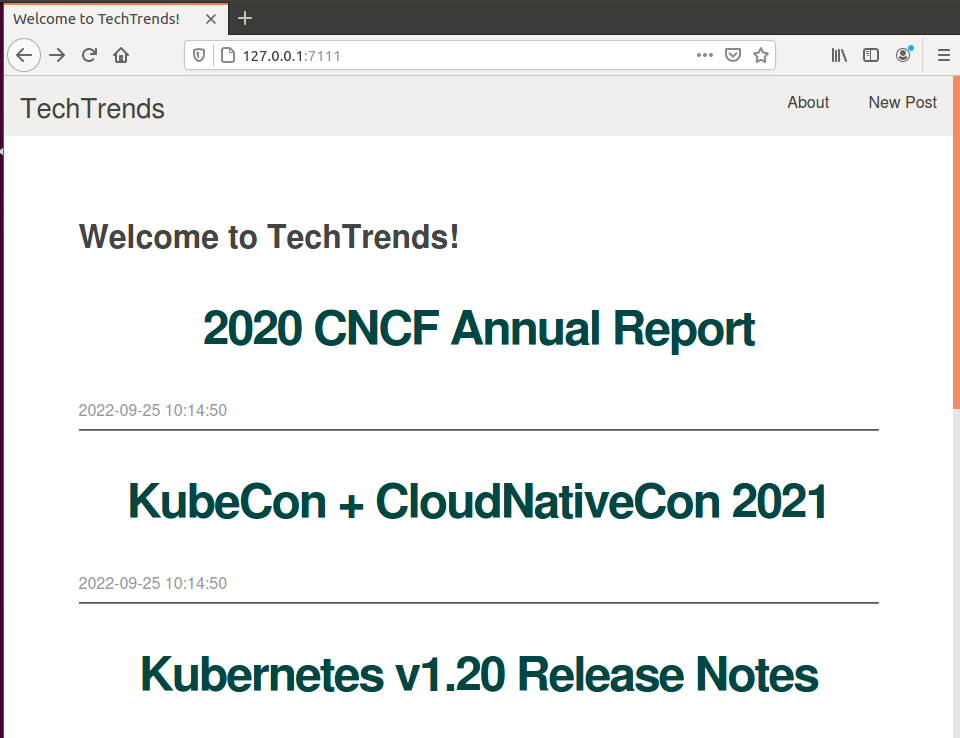 Welcome to TechTrends!
127.0.0.1:7111
TechTrends
About
New Post
Welcome to TechTrends!
2020 CNCF Annual Report
2022-09-25 10:14:50
KubeCon + CloudNativeCon 2021
2022-09-25 10:14:50
Kubernetes v1.20 Release Notes